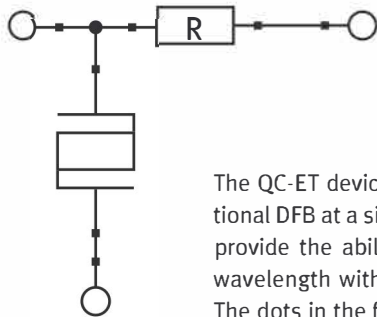 R
The QC-ET devic
tional DFB at a si
provide the abil
wavelength with
The dots in the f